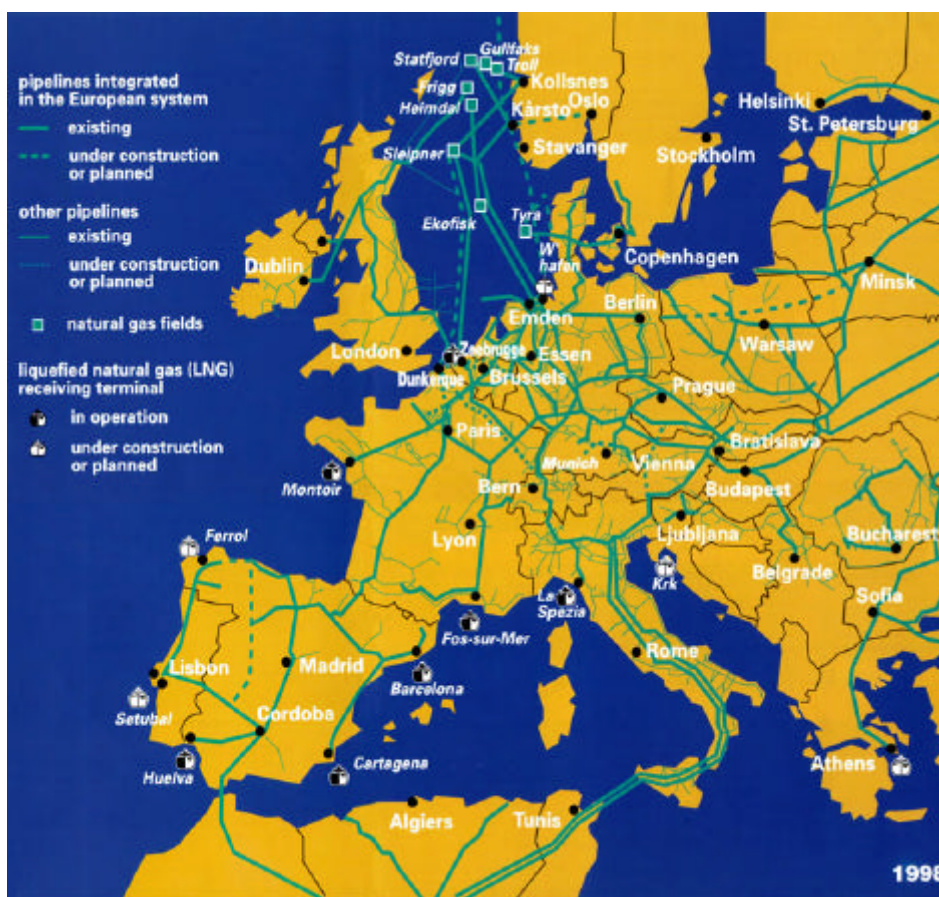 pipelines integrated
in the European system
existing
under construction
or planned
other pipelines
existing
under construction
or planned
natural gas fields
liquefied natural gas (LNG)
receiving terminal
in operation
under construction
or planned
Statfjord
Gullfaks
Troll
Frigg
Heimdal
Kollsnes
Kårsto
Oslo
Stavanger
Sleipner
Ekofisk
Tyra
Helsinki
St. Petersburg
Stockholm
W'
hafen
Copenhagen
Dublin
Minsk
Emden
Berlin
Warsaw
London
Zeebrugge
Essen
Dunkerque
Brussels
Prague
Paris
Bratislava
Munich
Vienna
Montoir
Bern
Budapest
Ferrol
Lyon
Ljubljana
Bucharest
Belgrade
Krk
La
Spezia
Sofia
Fos-sur-Mer
Lisbon
Madrid
Rome
Barcelona
Setubal
Cordoba
Huelva
Cartagena
Athens
Algiers
Tunis
1998